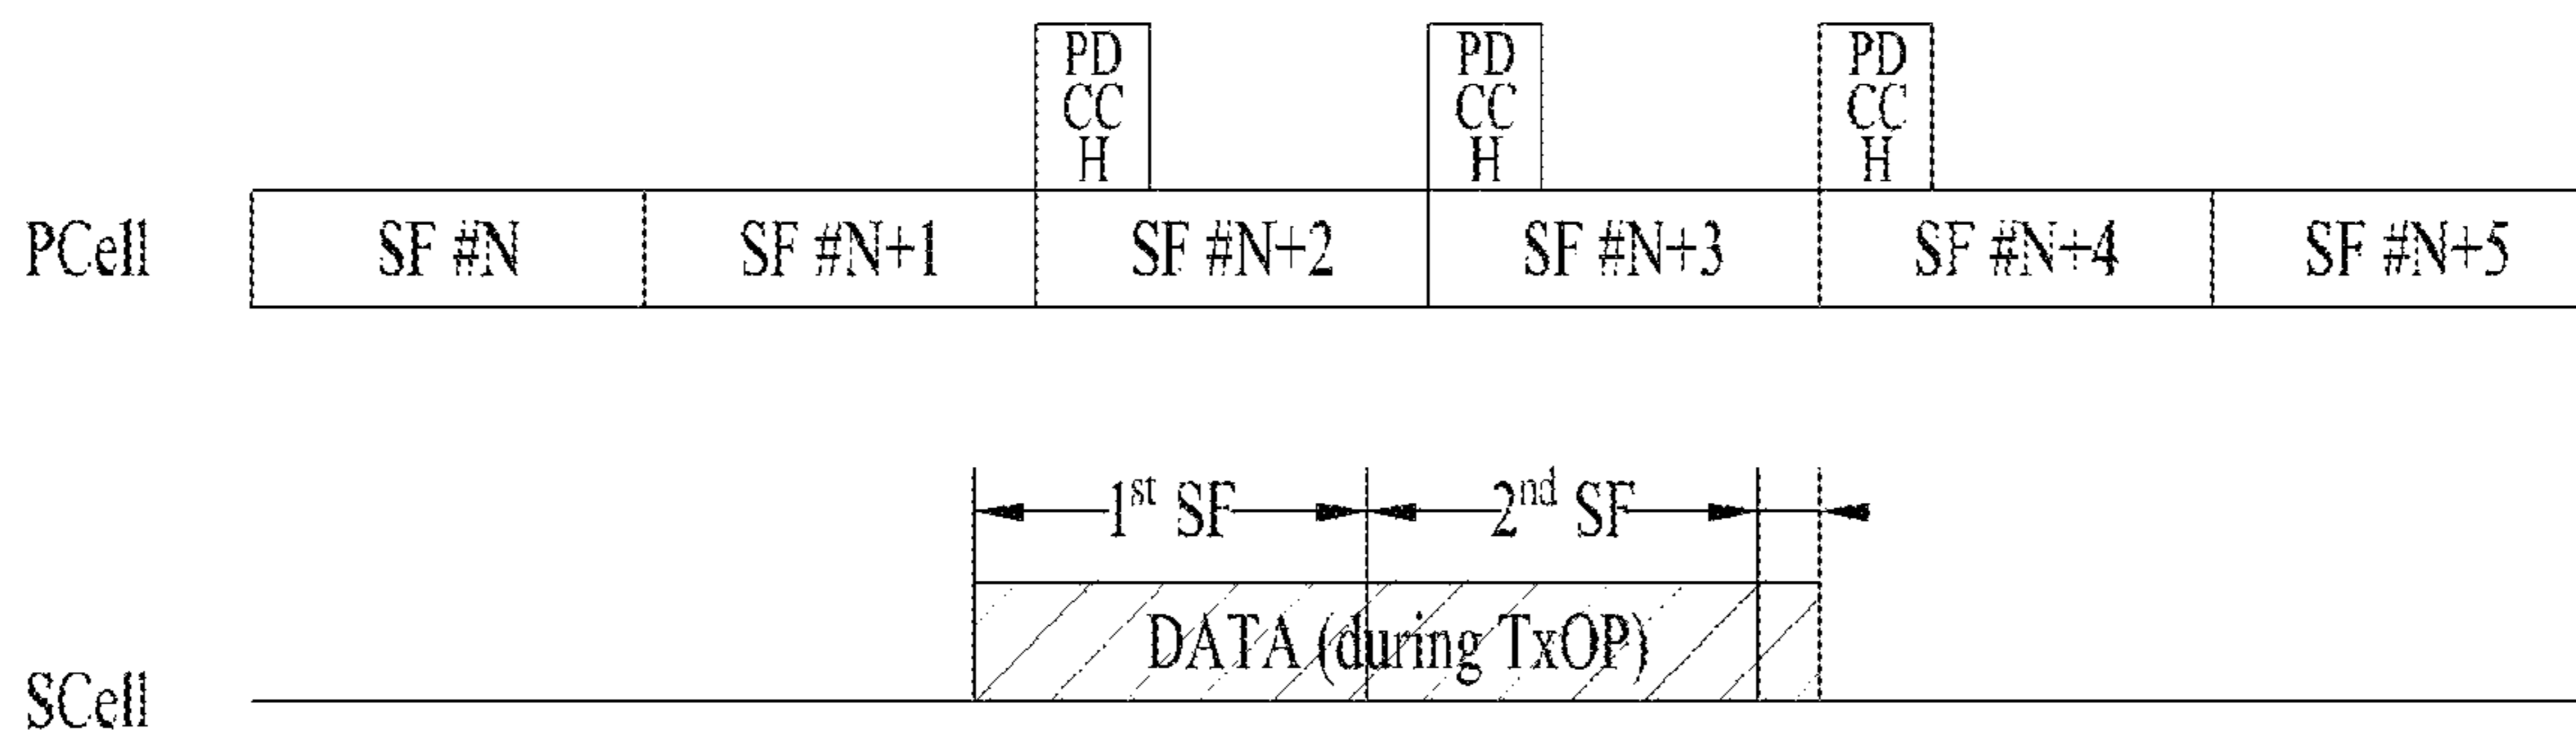 PD CC H PD CC H PD CC H
PCell SF #N SF #N+1 SF #N+2 SF #N+3 SF #N+4 SF #N+5
1st SF 2nd SF
DATA (during TxOP)
SCell